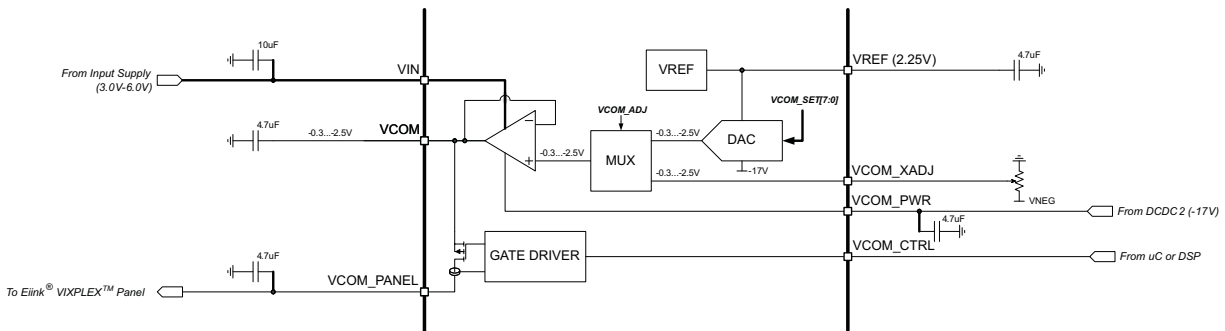 10uF
From Input Supply
(3.0V-6.0V)
VIN
VREF
VREF (2.25V)
4.7uF
VCOM_SET[7:0]
VCOM_ADJ
4.7uF
-0.3...-2.5V
VCOM
-0.3...-2.5V
MUX
-0.3...-2.5V
DAC
-17V
-0.3...-2.5V
VCOM_XADJ
VNEG
VCOM_PWR
From DCDC2 (-17V)
4.7uF
VCOM_CTRL
GATE DRIVER
From uC or DSP
4.7uF
VCOM_PANEL
To Eiink® VIXPLEX™ Panel